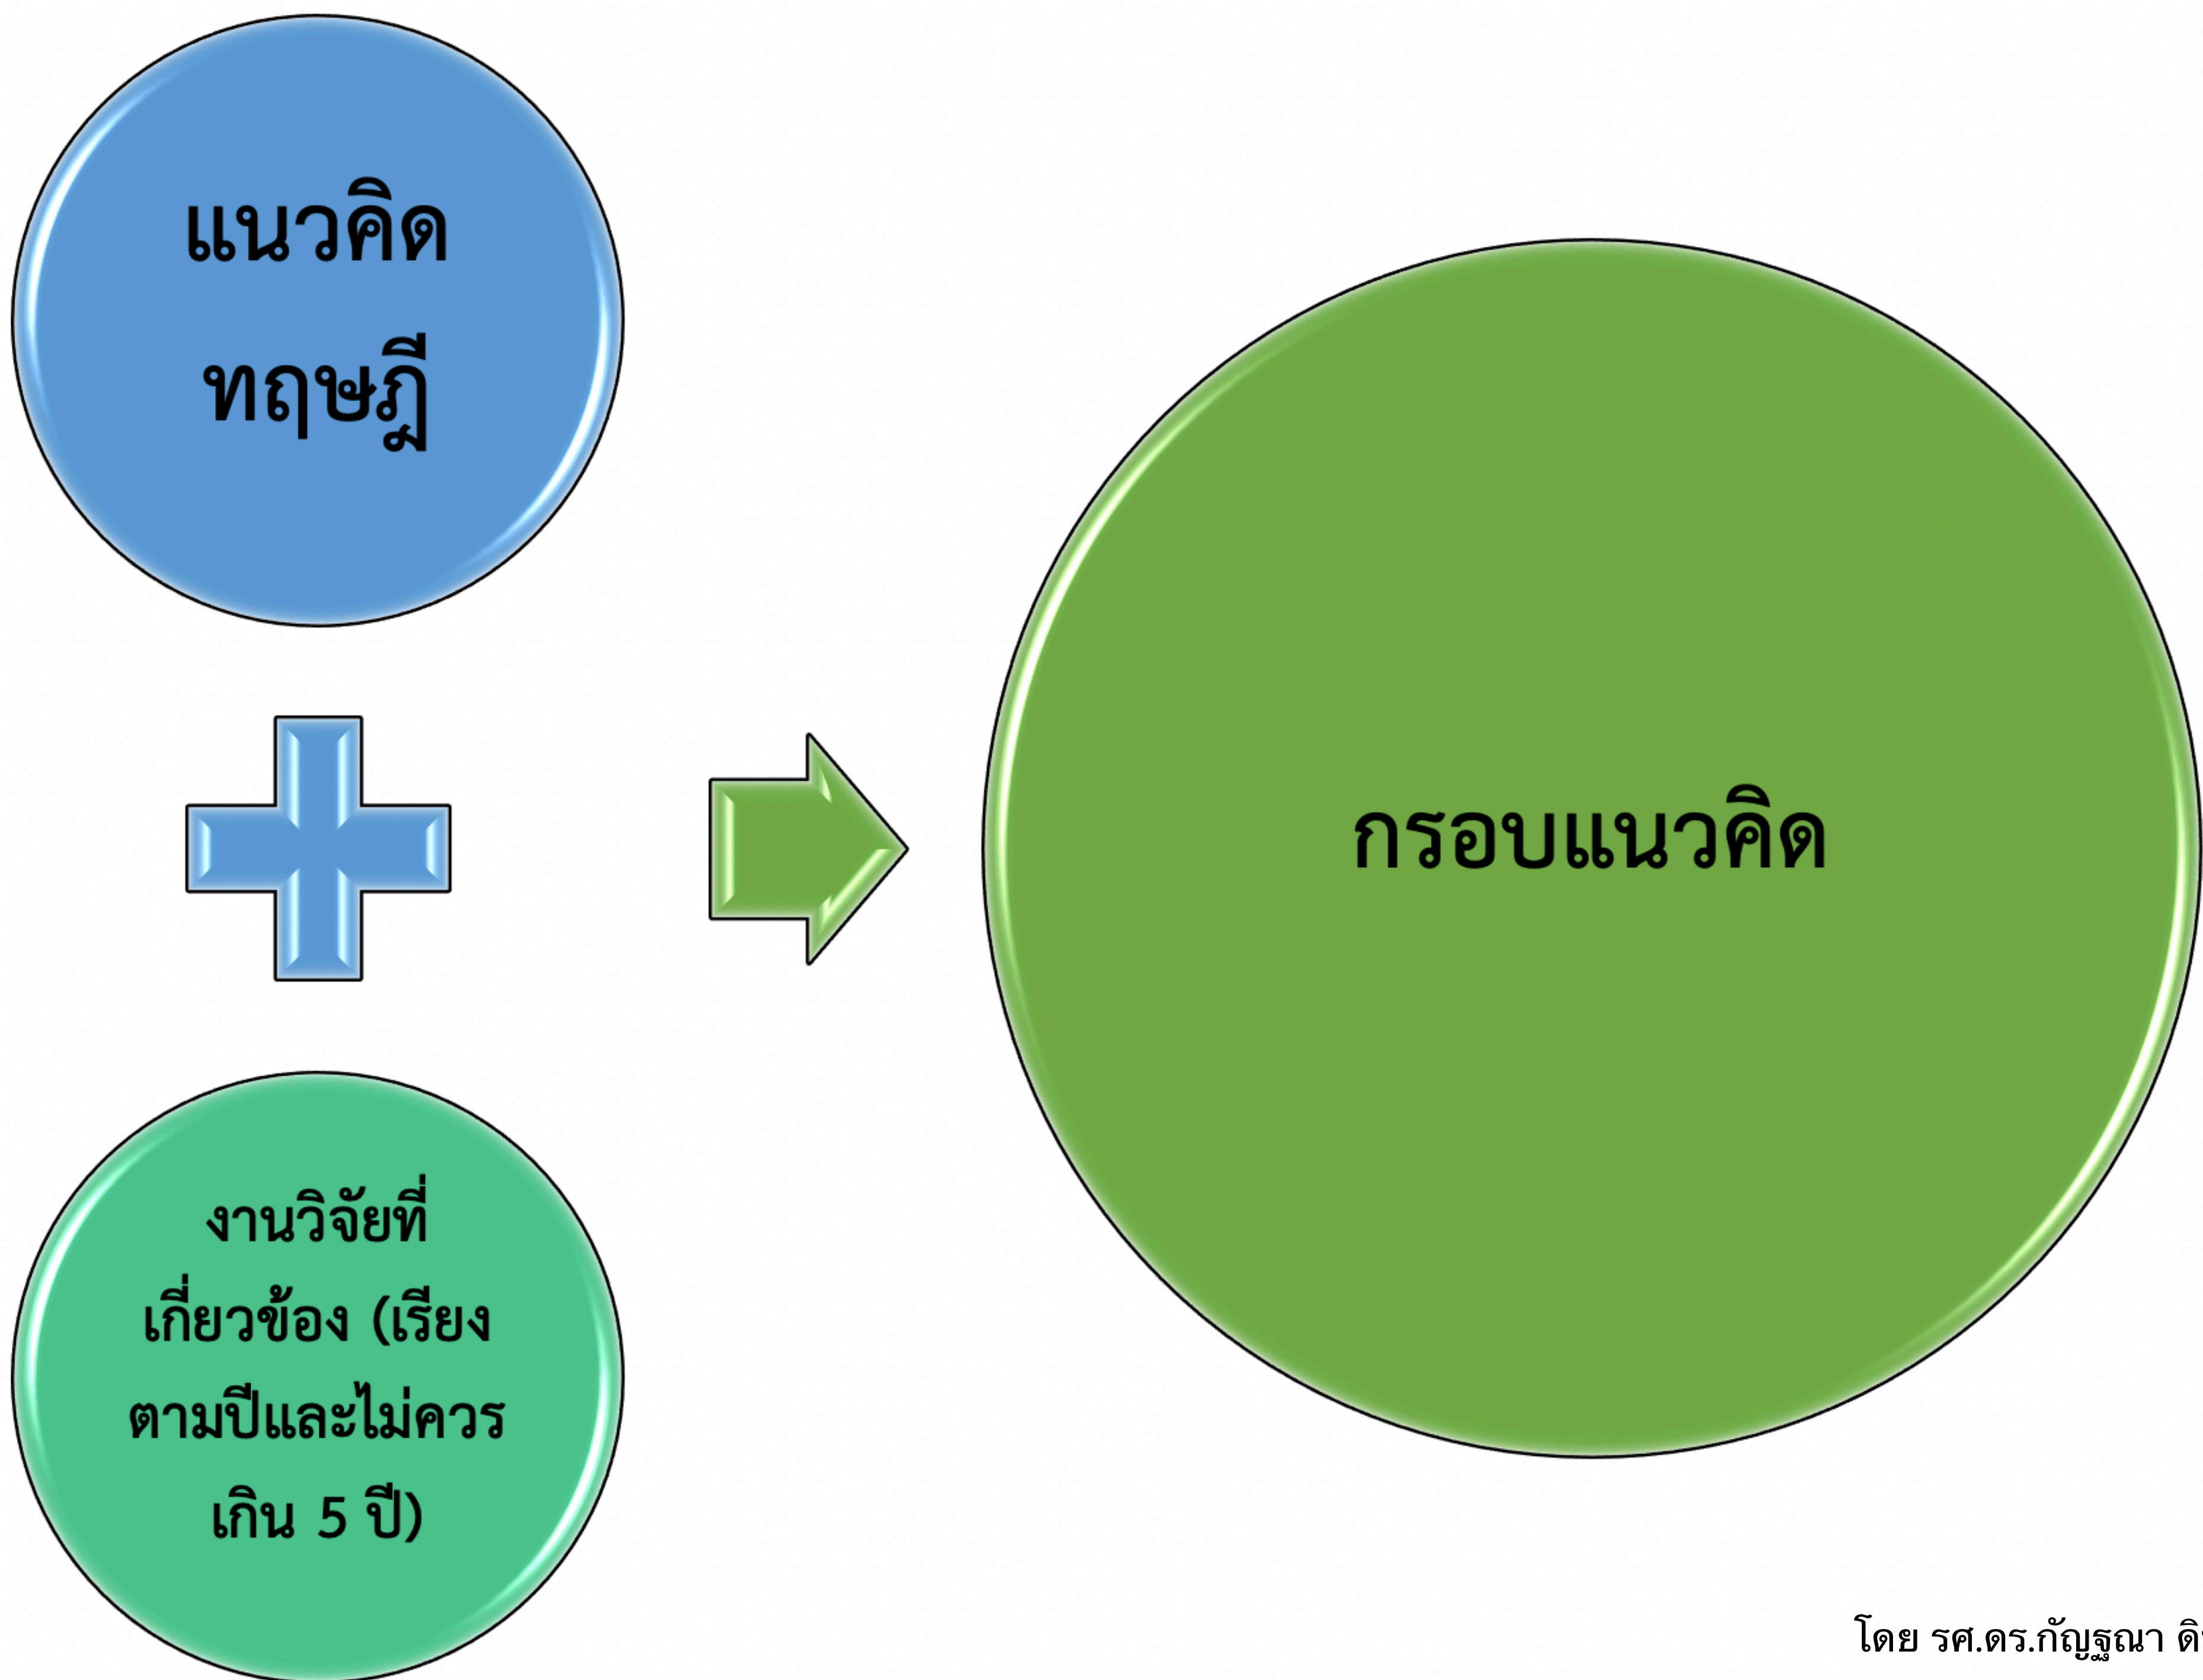 แนวคิด
ทฤษฎี
งานวิจัยที่
เกี่ยวข้อง (เรียง
ตามปีและไม่ควร
เกิน 5 ปี)
กรอบแนวคิด
โดย รศ.ดร.กัญฐณา